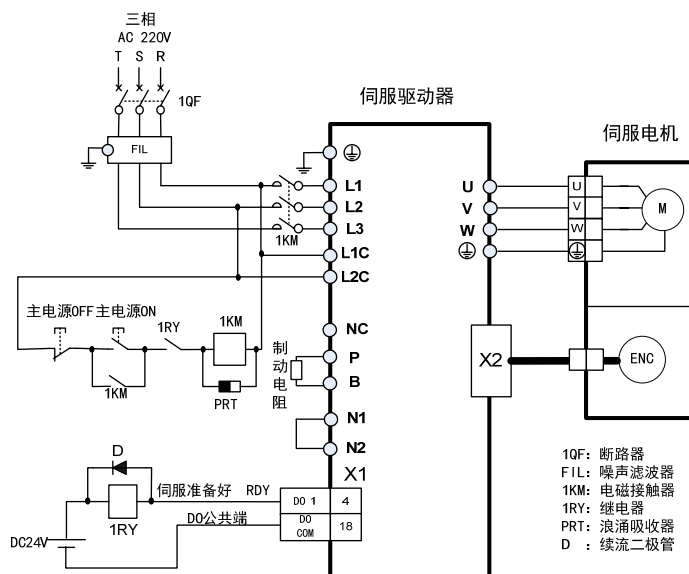 三相
AC 220V
T S R
1QF
FIL
伺服驱动器
伺服电机
L1
L2
L3
1KM
L1C
L2C
U
V
W
U
V
W
M
主电源OFF 主电源ON
1RY
1KM
1KM
PRT
NC
制动电阻
P
B
N1
N2
X2
ENC
X1
D
1RY
伺服准备好 RDY
DO 1
4
DO公共端
DO COM
18
DC24V
1QF：断路器
FIL：噪声滤波器
1KM：电磁接触器
1RY：继电器
PRT：浪涌吸收器
D ：续流二极管